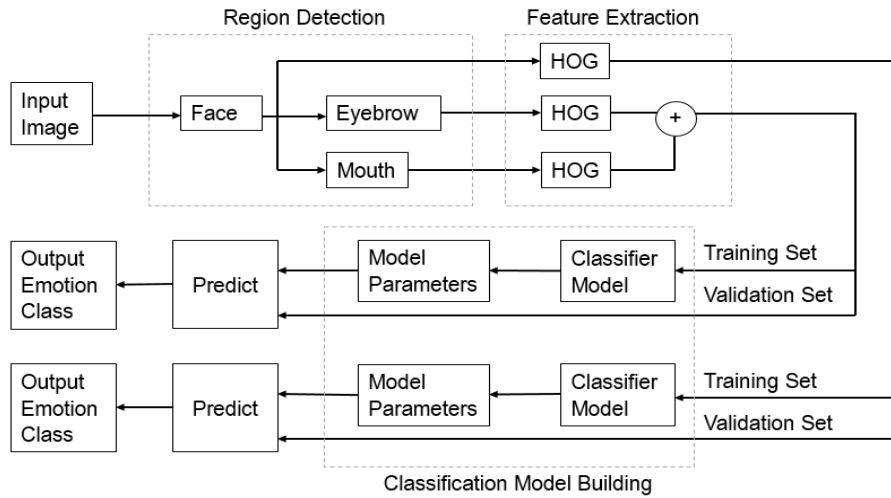 Region Detection
Feature Extraction
HOG
Input
Image
Face
Eyebrow
HOG
+
Mouth
HOG
Output
Emotion
Class
Predict
Model
Parameters
Classifier
Model
Training Set
Validation Set
Output
Emotion
Class
Predict
Model
Parameters
Classifier
Model
Training Set
Validation Set
Classification Model Building